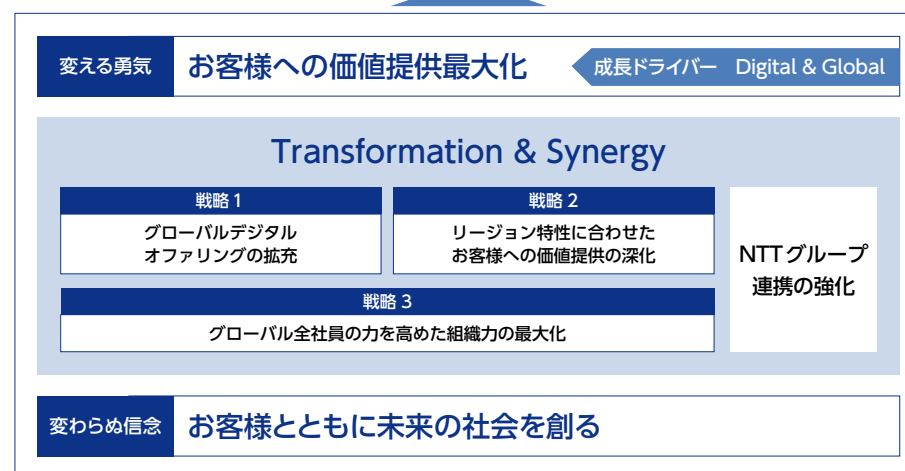 変える勇気
お客様への価値提供最大化
成長ドライバー Digital & Global
Transformation & Synergy
戦略 1
グローバルデジタル
オファリングの拡充
戦略 2
リージョン特性に合わせた
お客様への価値提供の深化
戦略 3
グローバル全社員の力を高めた組織力の最大化
NTTグループ
連携の強化
変わらぬ信念
お客様とともに未来の社会を創る